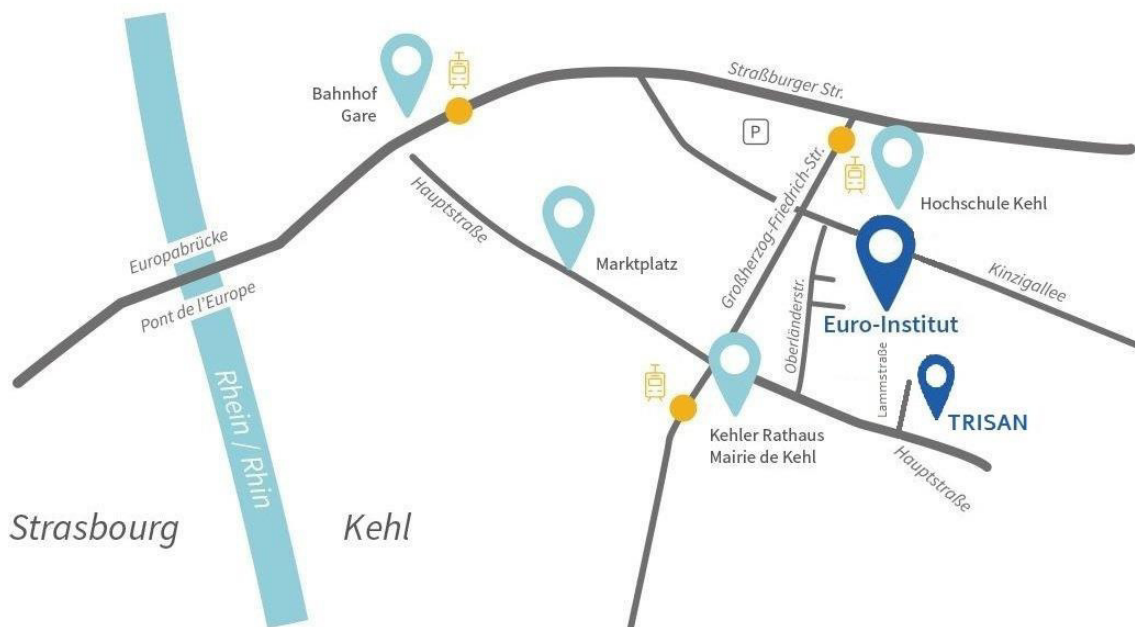 Bahnhof
Gare
Straßburger Str.
P
Hauptstraße
Marktplatz
Großherzog-Friedrich-Str.
Hochschule Kehl
Europabrücke
Pont de l'Europe
Kinzigallee
Euro-Institut
Oberländerstr.
Lammstraße
Rhein / Rhin
Kehler Rathaus
Mairie de Kehl
TRISAN
Hauptstraße
Strasbourg
Kehl